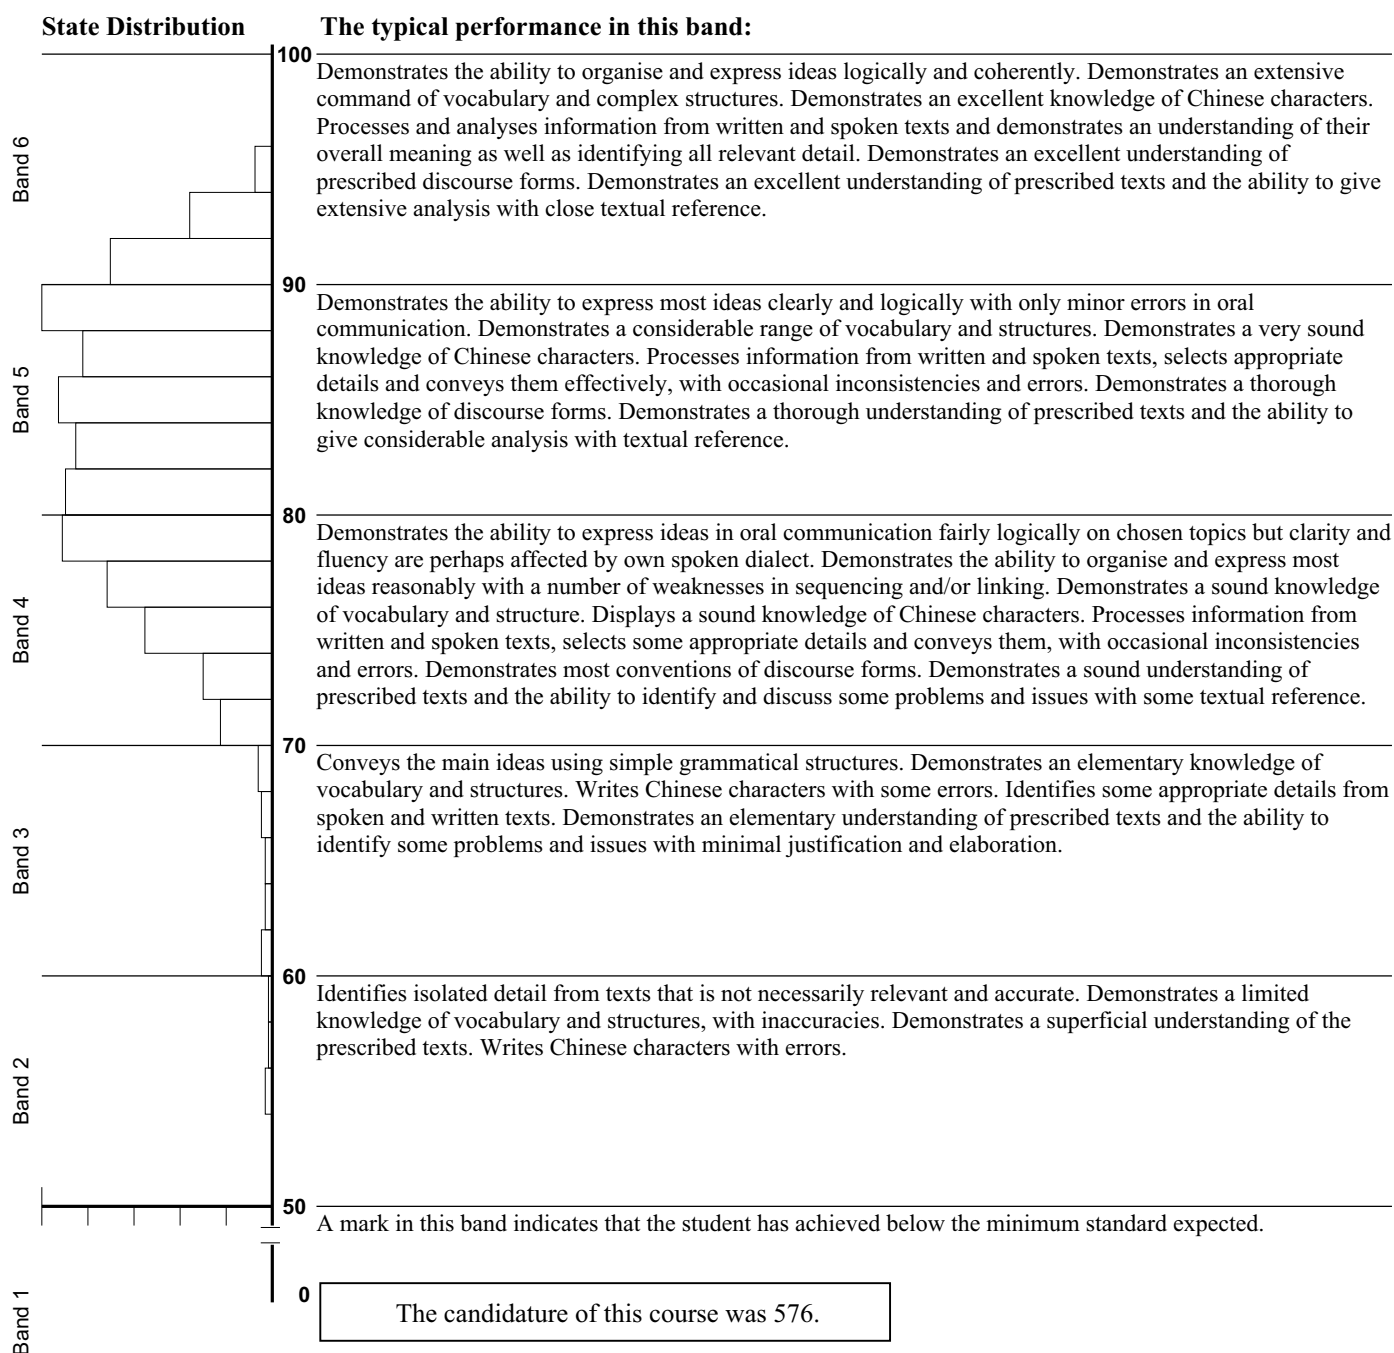 State Distribution
The typical performance in this band:
100
Band 6
Demonstrates the ability to organise and express ideas logically and coherently. Demonstrates an extensive
command of vocabulary and complex structures. Demonstrates an excellent knowledge of Chinese characters.
Processes and analyses information from written and spoken texts and demonstrates an understanding of their
overall meaning as well as identifying all relevant detail. Demonstrates an excellent understanding of
prescribed discourse forms. Demonstrates an excellent understanding of prescribed texts and the ability to give
extensive analysis with close textual reference.
90
Band 5
Demonstrates the ability to express most ideas clearly and logically with only minor errors in oral
communication. Demonstrates a considerable range of vocabulary and structures. Demonstrates a very sound
knowledge of Chinese characters. Processes information from written and spoken texts, selects appropriate
details and conveys them effectively, with occasional inconsistencies and errors. Demonstrates a thorough
knowledge of discourse forms. Demonstrates a thorough understanding of prescribed texts and the ability to
give considerable analysis with textual reference.
80
Band 4
Demonstrates the ability to express ideas in oral communication fairly logically on chosen topics but clarity and
fluency are perhaps affected by own spoken dialect. Demonstrates the ability to organise and express most
ideas reasonably with a number of weaknesses in sequencing and/or linking. Demonstrates a sound knowledge
of vocabulary and structure. Displays a sound knowledge of Chinese characters. Processes information from
written and spoken texts, selects some appropriate details and conveys them, with occasional inconsistencies
and errors. Demonstrates most conventions of discourse forms. Demonstrates a sound understanding of
prescribed texts and the ability to identify and discuss some problems and issues with some textual reference.
70
Band 3
Conveys the main ideas using simple grammatical structures. Demonstrates an elementary knowledge of
vocabulary and structures. Writes Chinese characters with some errors. Identifies some appropriate details from
spoken and written texts. Demonstrates an elementary understanding of prescribed texts and the ability to
identify some problems and issues with minimal justification and elaboration.
60
Band 2
Identifies isolated detail from texts that is not necessarily relevant and accurate. Demonstrates a limited
knowledge of vocabulary and structures, with inaccuracies. Demonstrates a superficial understanding of the
prescribed texts. Writes Chinese characters with errors.
50
A mark in this band indicates that the student has achieved below the minimum standard expected.
Band 1
0
The candidature of this course was 576.